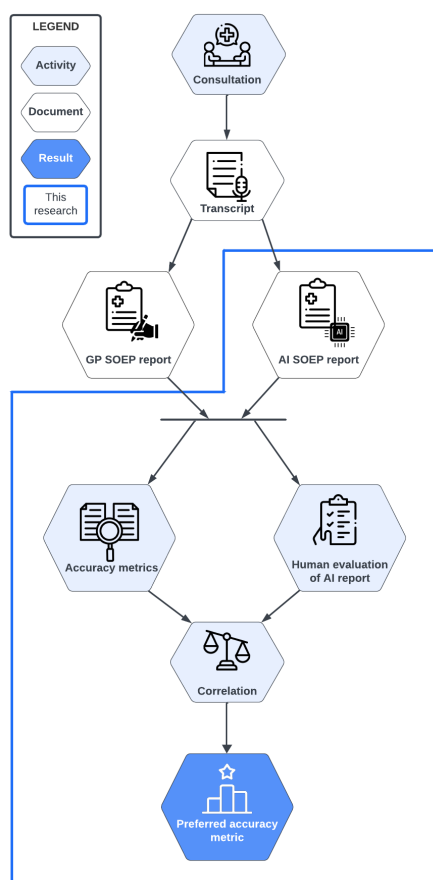 LEGEND
Activity
Document
Result
This
research
Consultation
Transcript
GP SOEP report
AI SOEP report
AI
Accuracy metrics
Human evaluation
of AI report
Correlation
Preferred accuracy
metric